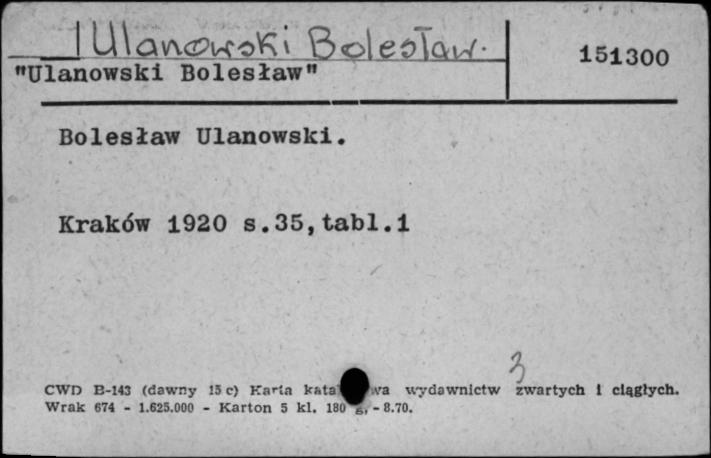 Ulanowski Bolesław.
151300
"Ulanowski Bolesław"
Bolesław Ulanowski.
Kraków 1920 s.35,tabl.1
3
CWD B-143 (dawny 15 c) Karta kata wa wydawnictw zwartych i ciągłych.
Wrak 674 - 1.625.000 - Karton 5 kl. 180 g, - 8.70.